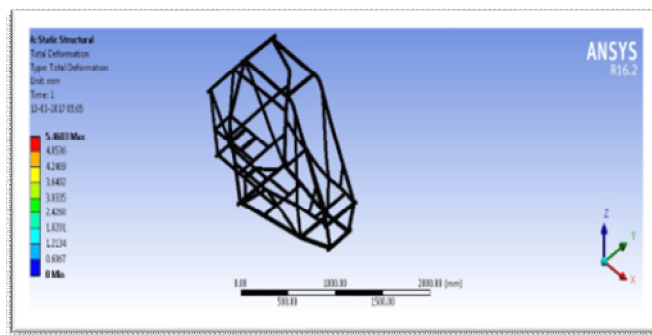 A: Static Structural
Total Deformation
Type: Total Deformation
Unit: mm
Time: 1
05:05
5.4603 Max
4.8536
4.2469
3.6402
3.0335
2.4268
1.8201
1.2134
0.6067
0 Min
ANSYS
R16.2
Z
Y
X
0.00 1000.00 2000.00 (mm)
500.00 1500.00